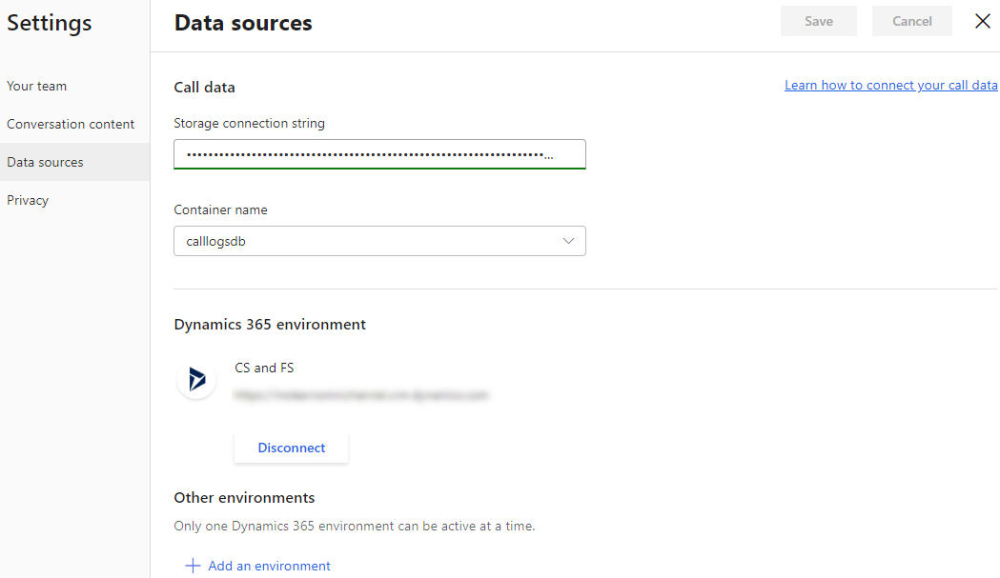 Settings
Data sources
Save
Cancel
Your team
Conversation content
Data sources
Privacy
Call data
Learn how to connect your call data
Storage connection string
Container name
calllogsdb
Dynamics 365 environment
CS and FS
Disconnect
Other environments
Only one Dynamics 365 environment can be active at a time.
Add an environment